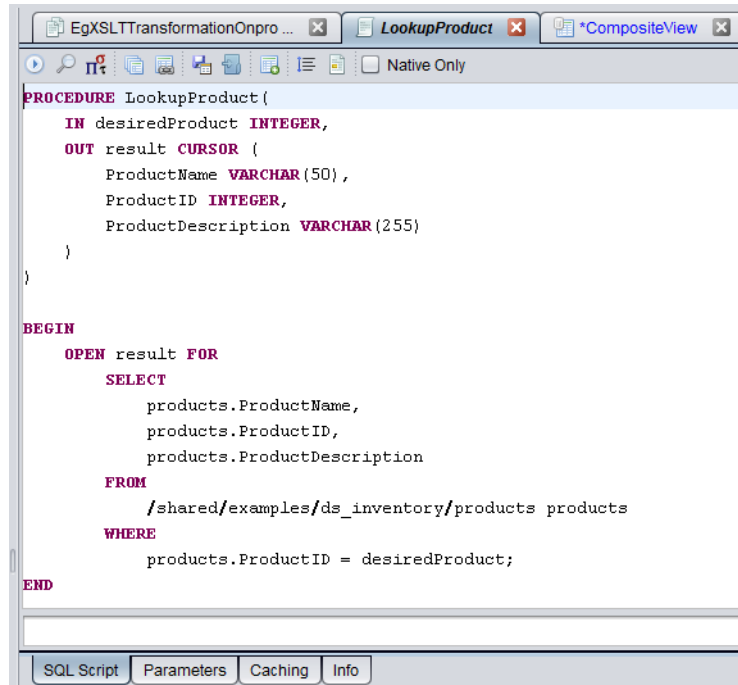 EgXSLTTransformationOnpro ... LookupProduct *CompositeView
Native Only
PROCEDURE LookupProduct(
    IN desiredProduct INTEGER,
    OUT result CURSOR (
        ProductName VARCHAR(50),
        ProductID INTEGER,
        ProductDescription VARCHAR(255)
    )
)
BEGIN
    OPEN result FOR
        SELECT
            products.ProductName,
            products.ProductID,
            products.ProductDescription
        FROM
            /shared/examples/ds_inventory/products products
        WHERE
            products.ProductID = desiredProduct;
END
SQL Script Parameters Caching Info